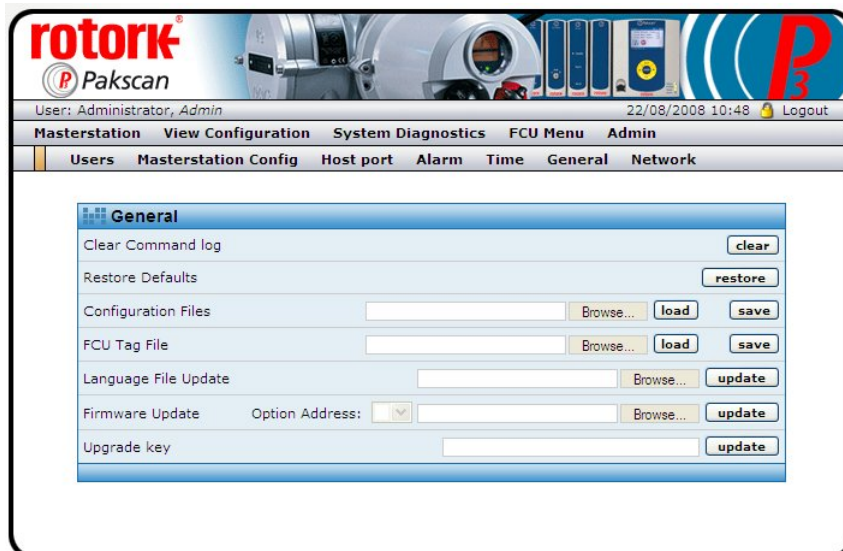 rotork®
P Pakscan
P3
User: Administrator, Admin 22/08/2008 10:48 Logout
Masterstation View Configuration System Diagnostics FCU Menu Admin
Users Masterstation Config Host port Alarm Time General Network
General
Clear Command log clear
Restore Defaults restore
Configuration Files Browse... load save
FCU Tag File Browse... load save
Language File Update Browse... update
Firmware Update Option Address: Browse... update
Upgrade key update